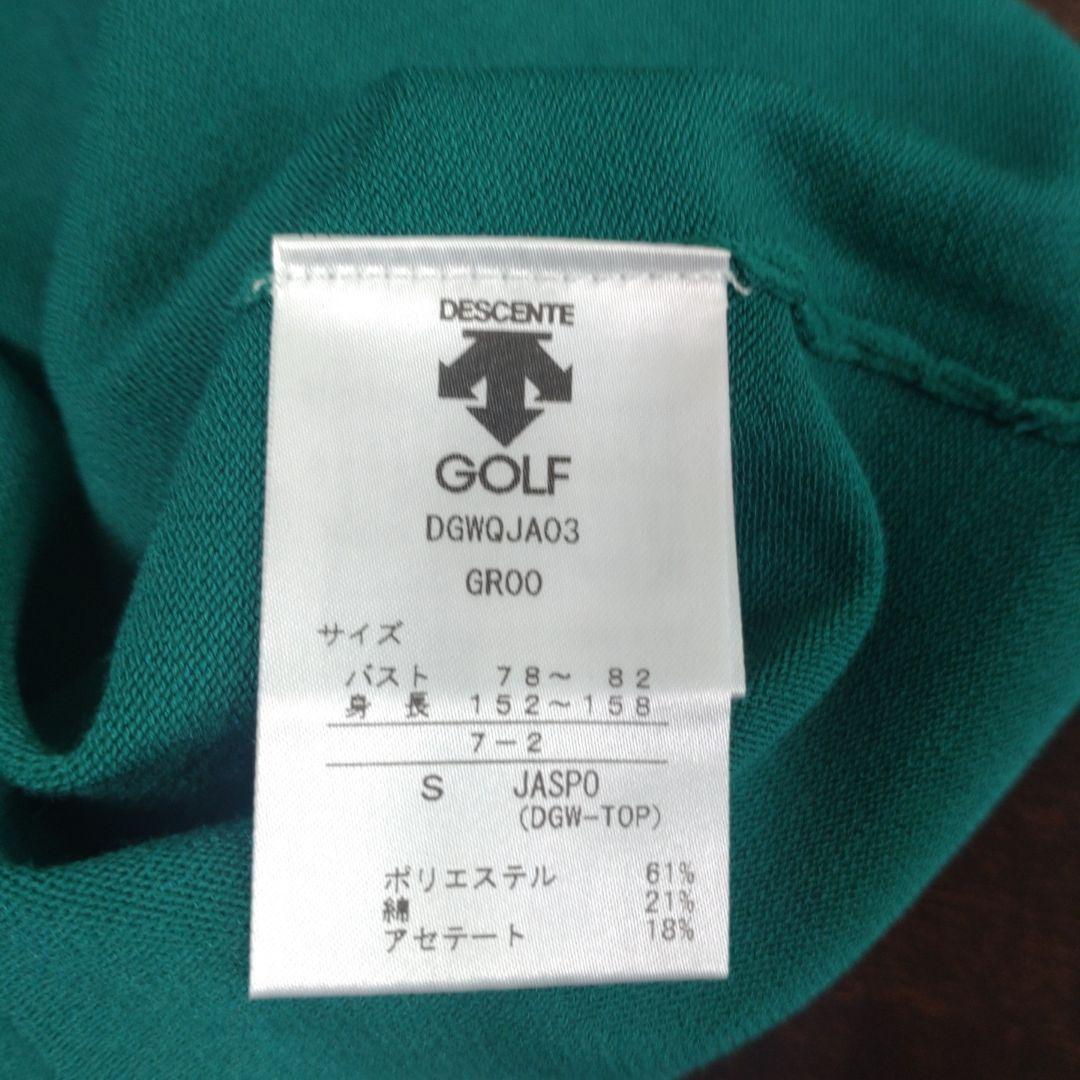 DESCENTE
GOLF
DGWQJA03
GR00
サイズ
バスト 78～ 82
身長 152～158
7－2
S JASPO
(DGW-TOP)
ポリエステル 61%
綿 21%
アセテート 18%